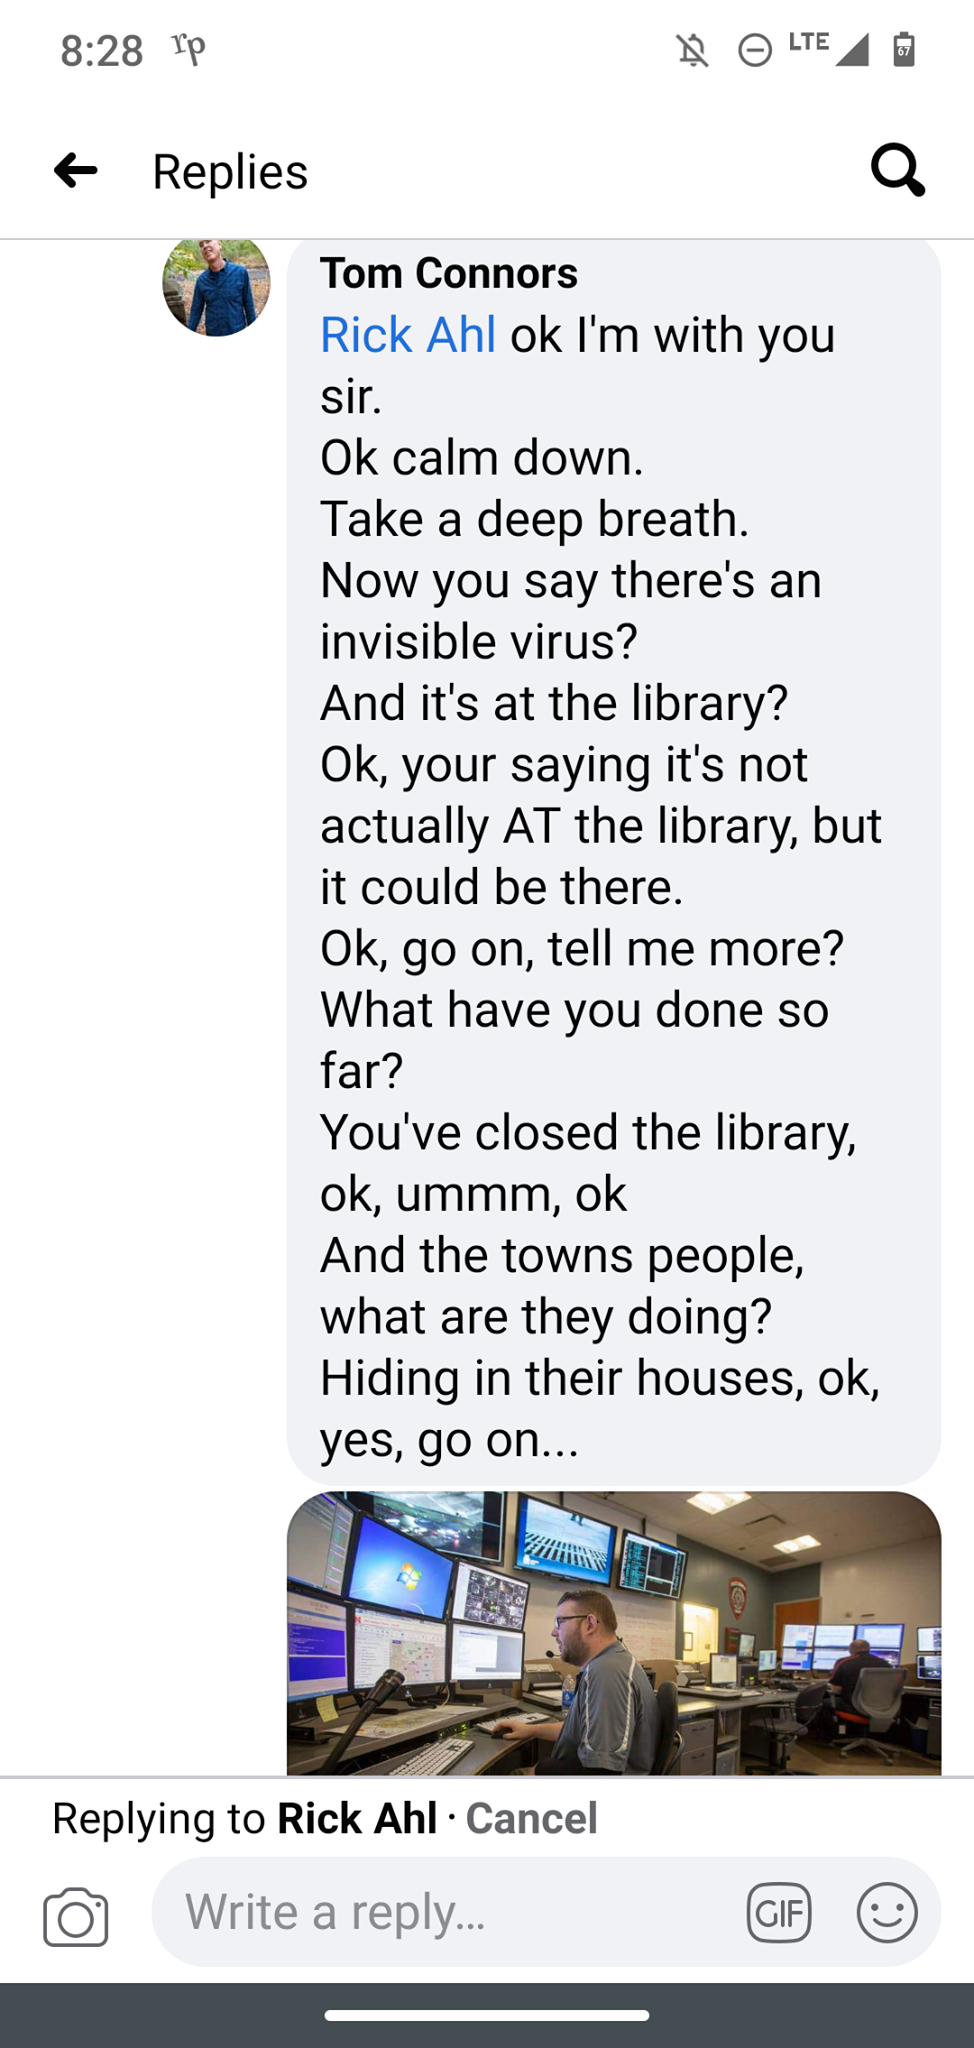 8:28 rp LTE 67
Replies
Tom Connors
Rick Ahl ok I'm with you
sir.
Ok calm down.
Take a deep breath.
Now you say there's an
invisible virus?
And it's at the library?
Ok, your saying it's not
actually AT the library, but
it could be there.
Ok, go on, tell me more?
What have you done so
far?
You've closed the library,
ok, ummm, ok
And the towns people,
what are they doing?
Hiding in their houses, ok,
yes, go on...
Replying to Rick Ahl · Cancel
Write a reply... GIF